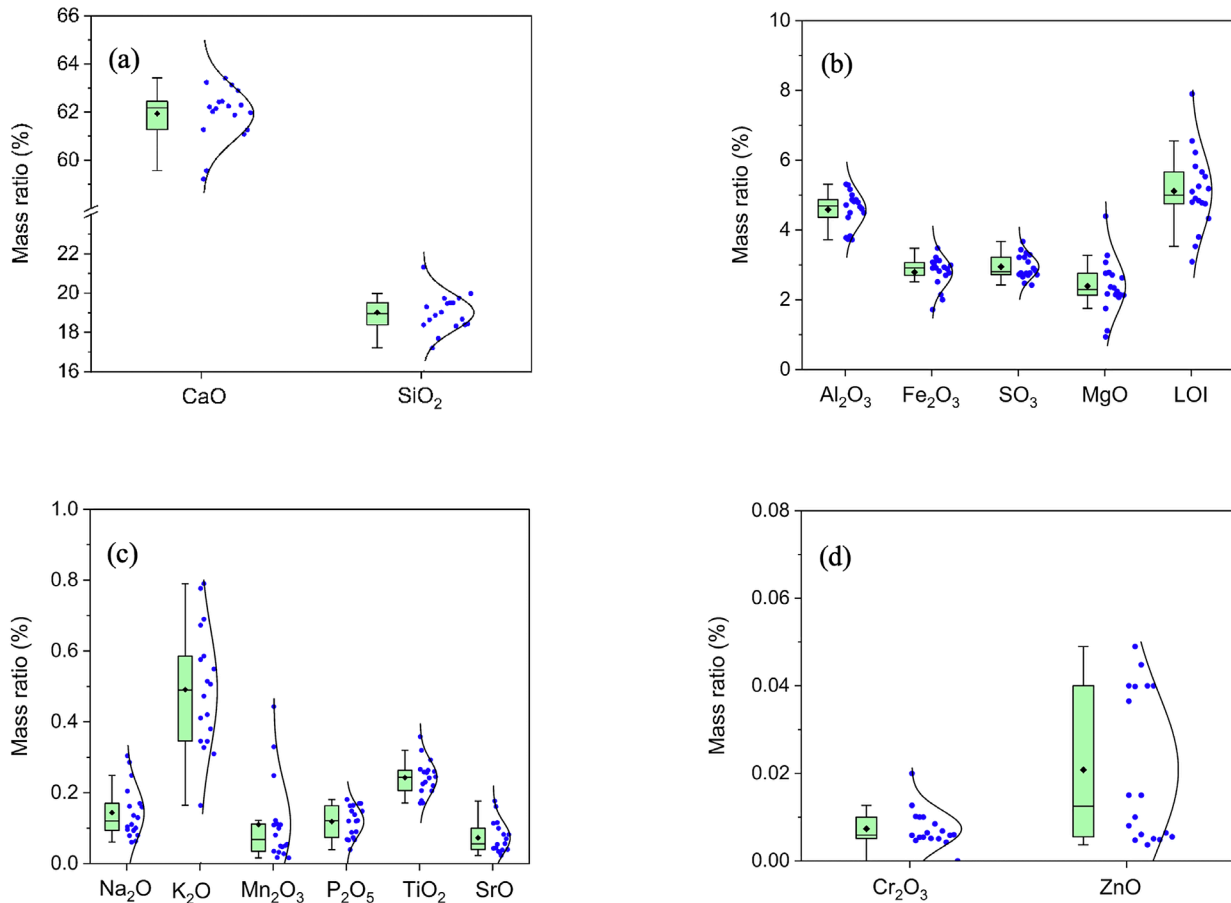 66
64
62
60
22
21
20
19
18
17
16
Mass ratio (%)
(a)
CaO SiO₂
10
8
6
4
2
0
Mass ratio (%)
(b)
Al₂O₃ Fe₂O₃ SO₃ MgO LOI
1.0
0.8
0.6
0.4
0.2
0.0
Mass ratio (%)
(c)
Na₂O K₂O Mn₂O₃ P₂O₅ TiO₂ SrO
0.08
0.06
0.04
0.02
0.00
Mass ratio (%)
(d)
Cr₂O₃ ZnO